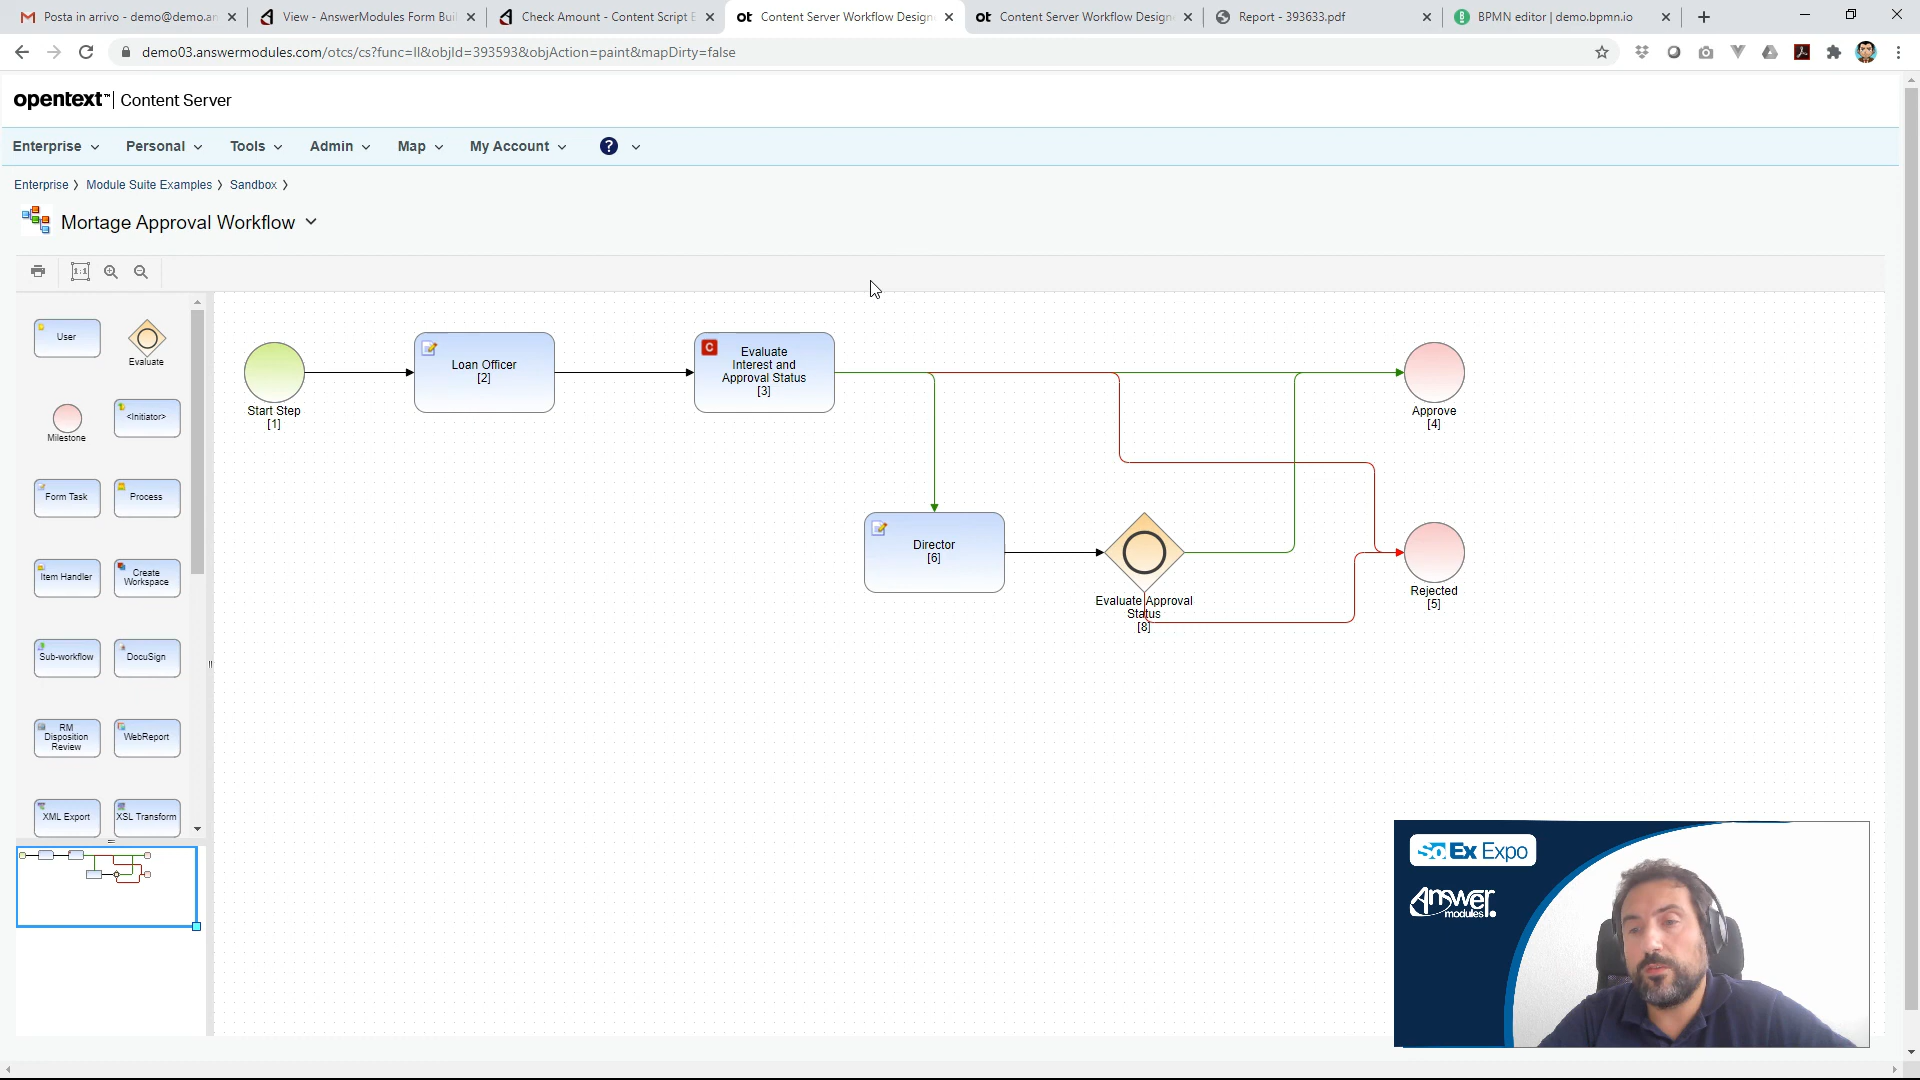 Posta in arrivo - demo@demo.an
View - AnswerModules Form Buil
Check Amount - Content Script E
Content Server Workflow Design
Content Server Workflow Design
Report - 393633.pdf
BPMN editor | demo.bpmn.io
demo03.answermodules.com/otcs/cs?func=ll&objId=393593&objAction=paint&mapDirty=false
opentext™ | Content Server
Enterprise
Personal
Tools
Admin
Map
My Account
?
Enterprise
Module Suite Examples
Sandbox
Mortage Approval Workflow
1:1
User
Evaluate
Milestone
<Initiator>
Form Task
Process
Item Handler
Create
Workspace
Sub-workflow
DocuSign
RM
Disposition
Review
WebReport
XML Export
XSL Transform
Start Step
[1]
Loan Officer
[2]
C
Evaluate
Interest and
Approval Status
[3]
Approve
[4]
Director
[6]
Evaluate Approval
Status
[8]
Rejected
[5]
SoEx Expo
Answer
modules.